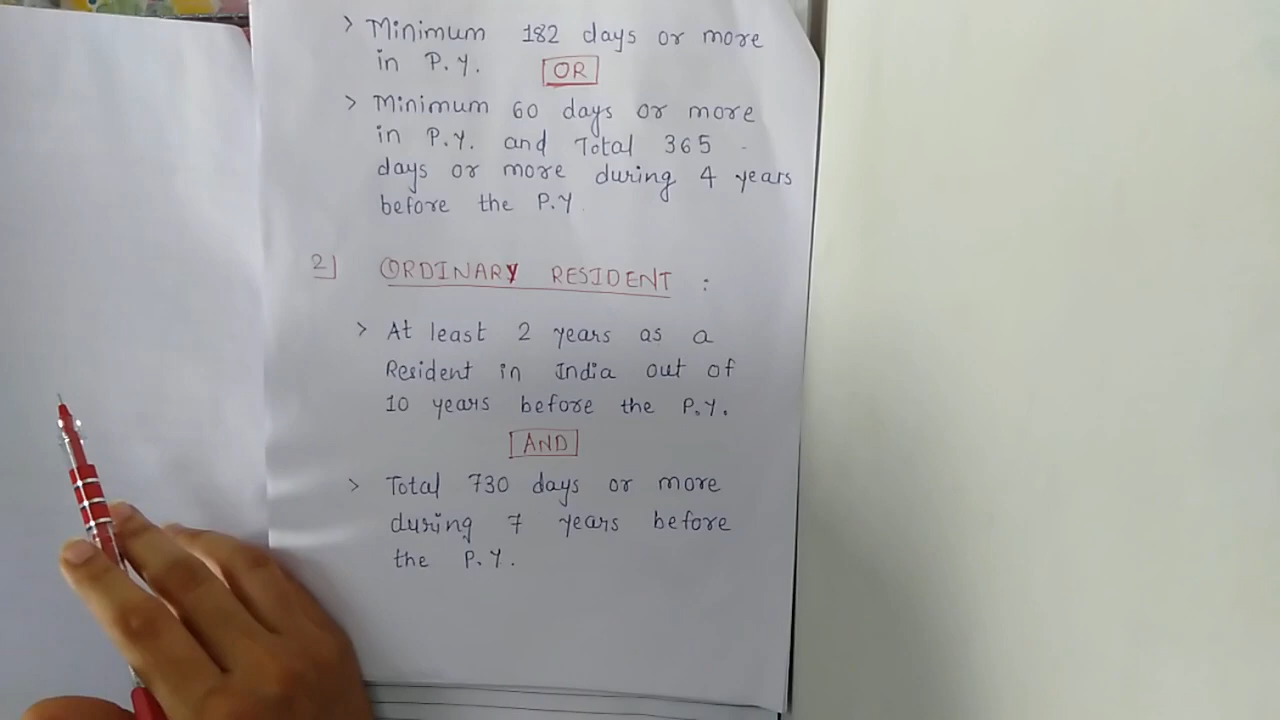 > Minimum 182 days or more
in P.Y.
OR
> Minimum 60 days or more
in P.Y. and Total 365
days or more during 4 years
before the P.Y.
2] ORDINARY RESIDENT :
> At least 2 years as a
Resident in India out of
10 years before the P.Y.
AND
> Total 730 days or more
during 7 years before
the P.Y.